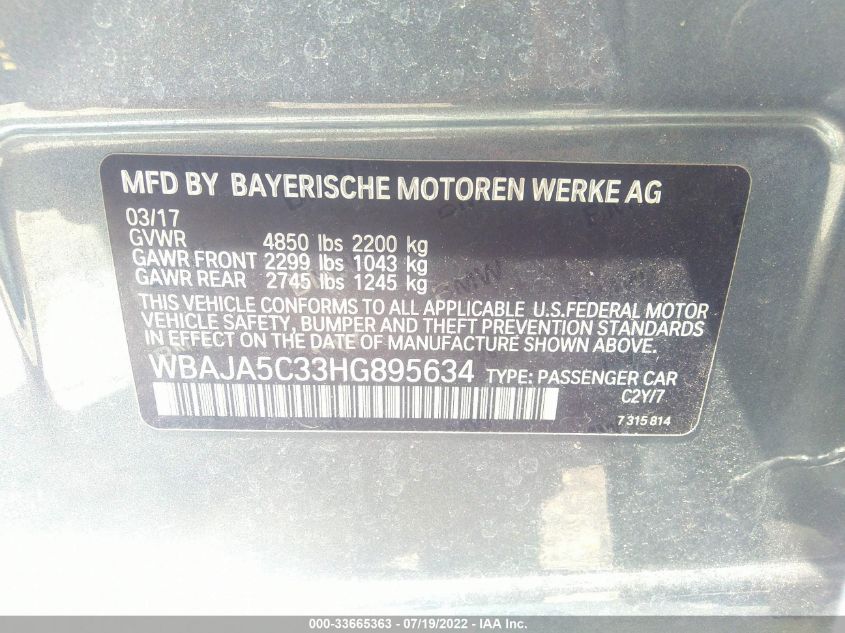 MFD BY BAYERISCHE MOTOREN WERKE AG
03/17
GVWR 4850 lbs 2200 kg
GAWR FRONT 2299 lbs 1043 kg
GAWR REAR 2745 lbs 1245 kg
THIS VEHICLE CONFORMS TO ALL APPLICABLE U.S.FEDERAL MOTOR
VEHICLE SAFETY, BUMPER AND THEFT PREVENTION STANDARDS
IN EFFECT ON THE DATE OF MANUFACTURE SHOWN ABOVE.
WBAJA5C33HG895634 TYPE: PASSENGER CAR
C2Y/7
7 315 814
000-33665363 - 07/19/2022 - IAA Inc.